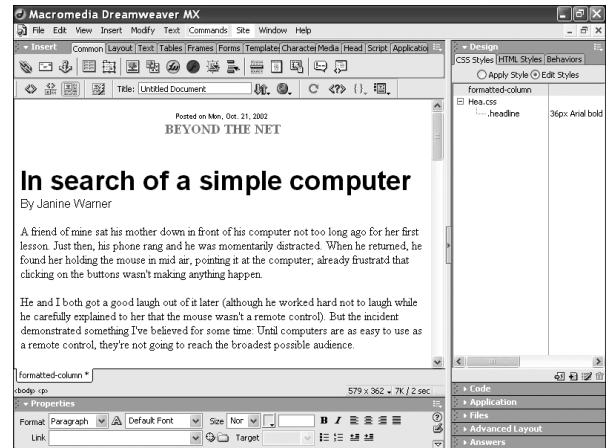 Macromedia Dreamweaver MX
File Edit View Insert Modify Text Commands Site Window Help
Insert Common Layout Text Tables Frames Forms Templates Character Media Head Script Applicatio
Title: Untitled Document
Posted on Mon, Oct. 21, 2002
BEYOND THE NET
In search of a simple computer
By Janine Warner
A friend of mine sat his mother down in front of his computer not too long ago for her first
lesson. Just then, his phone rang and he was momentarily distracted. When he returned, he
found her holding the mouse in mid air, pointing it at the computer; already frustratd that
clicking on the buttons wasn't making anything happen.
He and I both got a good laugh out of it later (although he worked hard not to laugh while
he carefully explained to her that the mouse wasn't a remote control). But the incident
demonstrated something I've believed for some time: Until computers are as easy to use as
a remote control, they're not going to reach the broadest possible audience.
formatted-column *
<body> <p>
579 x 362 7K / 2 sec
Properties
Format Paragraph A Default Font Size Nor B I
Link Target
Design
CSS Styles HTML Styles Behaviors
Apply Style Edit Styles
formatted-column
Hea.css
.headline 36px Arial bold
Code
Application
Files
Advanced Layout
Answers